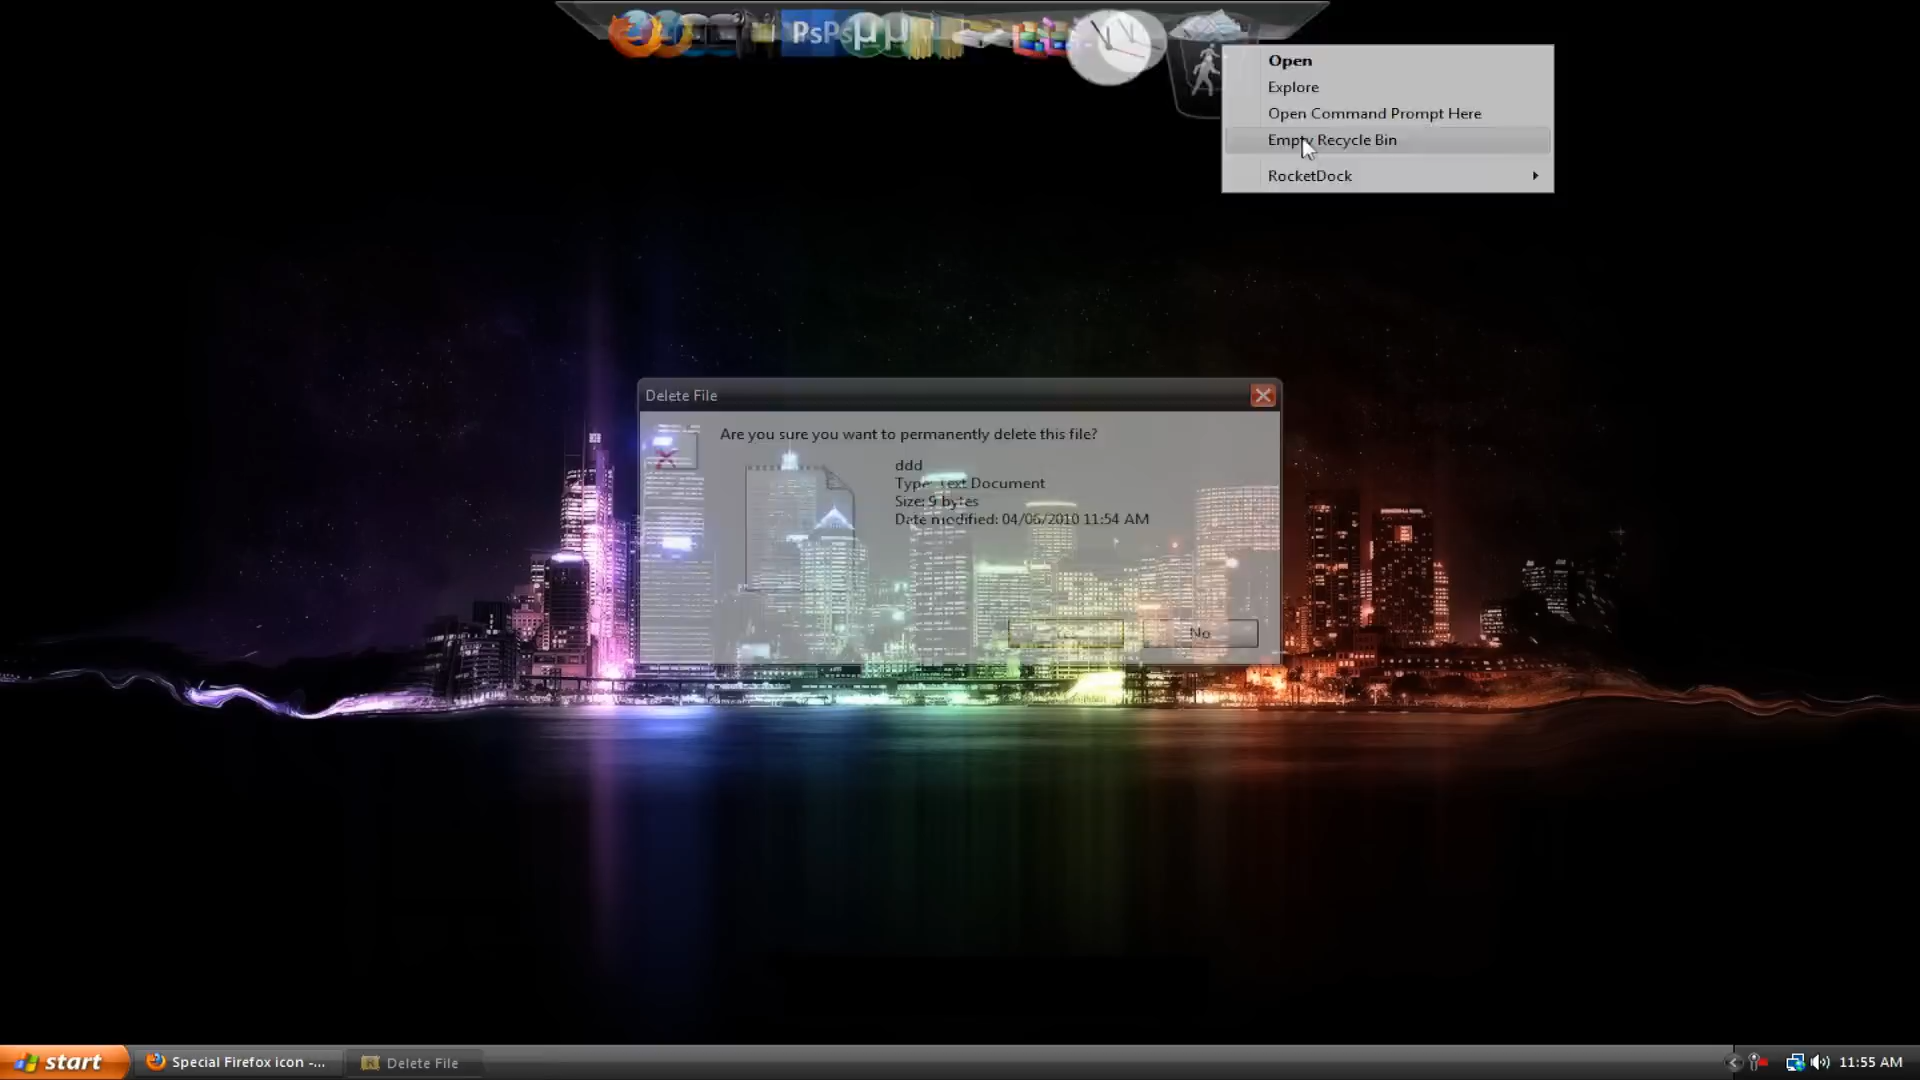 PsPs
µ µ
Open
Explore
Open Command Prompt Here
Empty Recycle Bin
RocketDock
Delete File
Are you sure you want to permanently delete this file?
ddd
Type: Text Document
Size: 9 bytes
Date modified: 04/06/2010 11:54 AM
No
start
Special Firefox icon -...
Delete File
11:55 AM